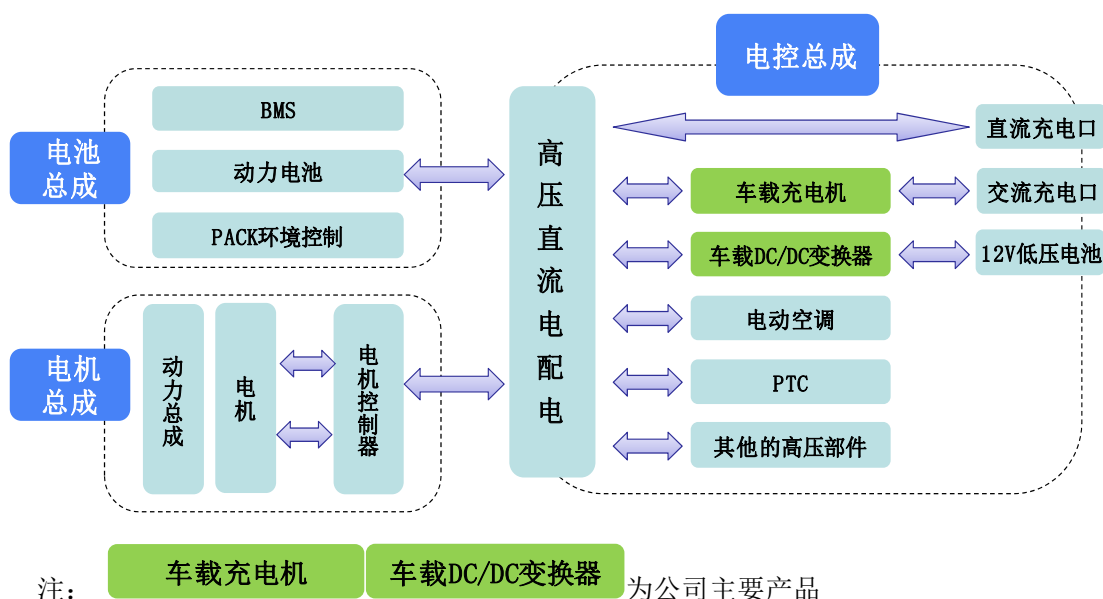 电控总成
电池
总成
BMS
动力电池
PACK环境控制
电机
总成
动力总成
电机
电机控制器
高压直流电配电
直流充电口
车载充电机
交流充电口
车载DC/DC变换器
12V低压电池
电动空调
PTC
其他的高压部件
注: 车载充电机 车载DC/DC变换器 为公司主要产品